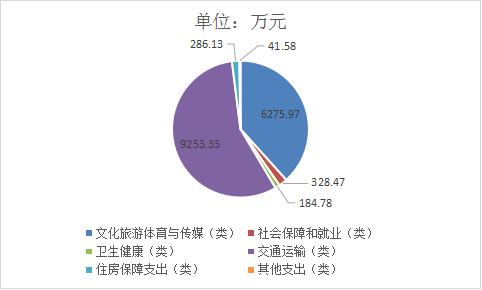 单位：万元
286.13
41.58
6275.97
9253.33
328.47
184.78
文化旅游体育与传媒（类）
社会保障和就业（类）
卫生健康（类）
交通运输（类）
住房保障支出（类）
其他支出（类）